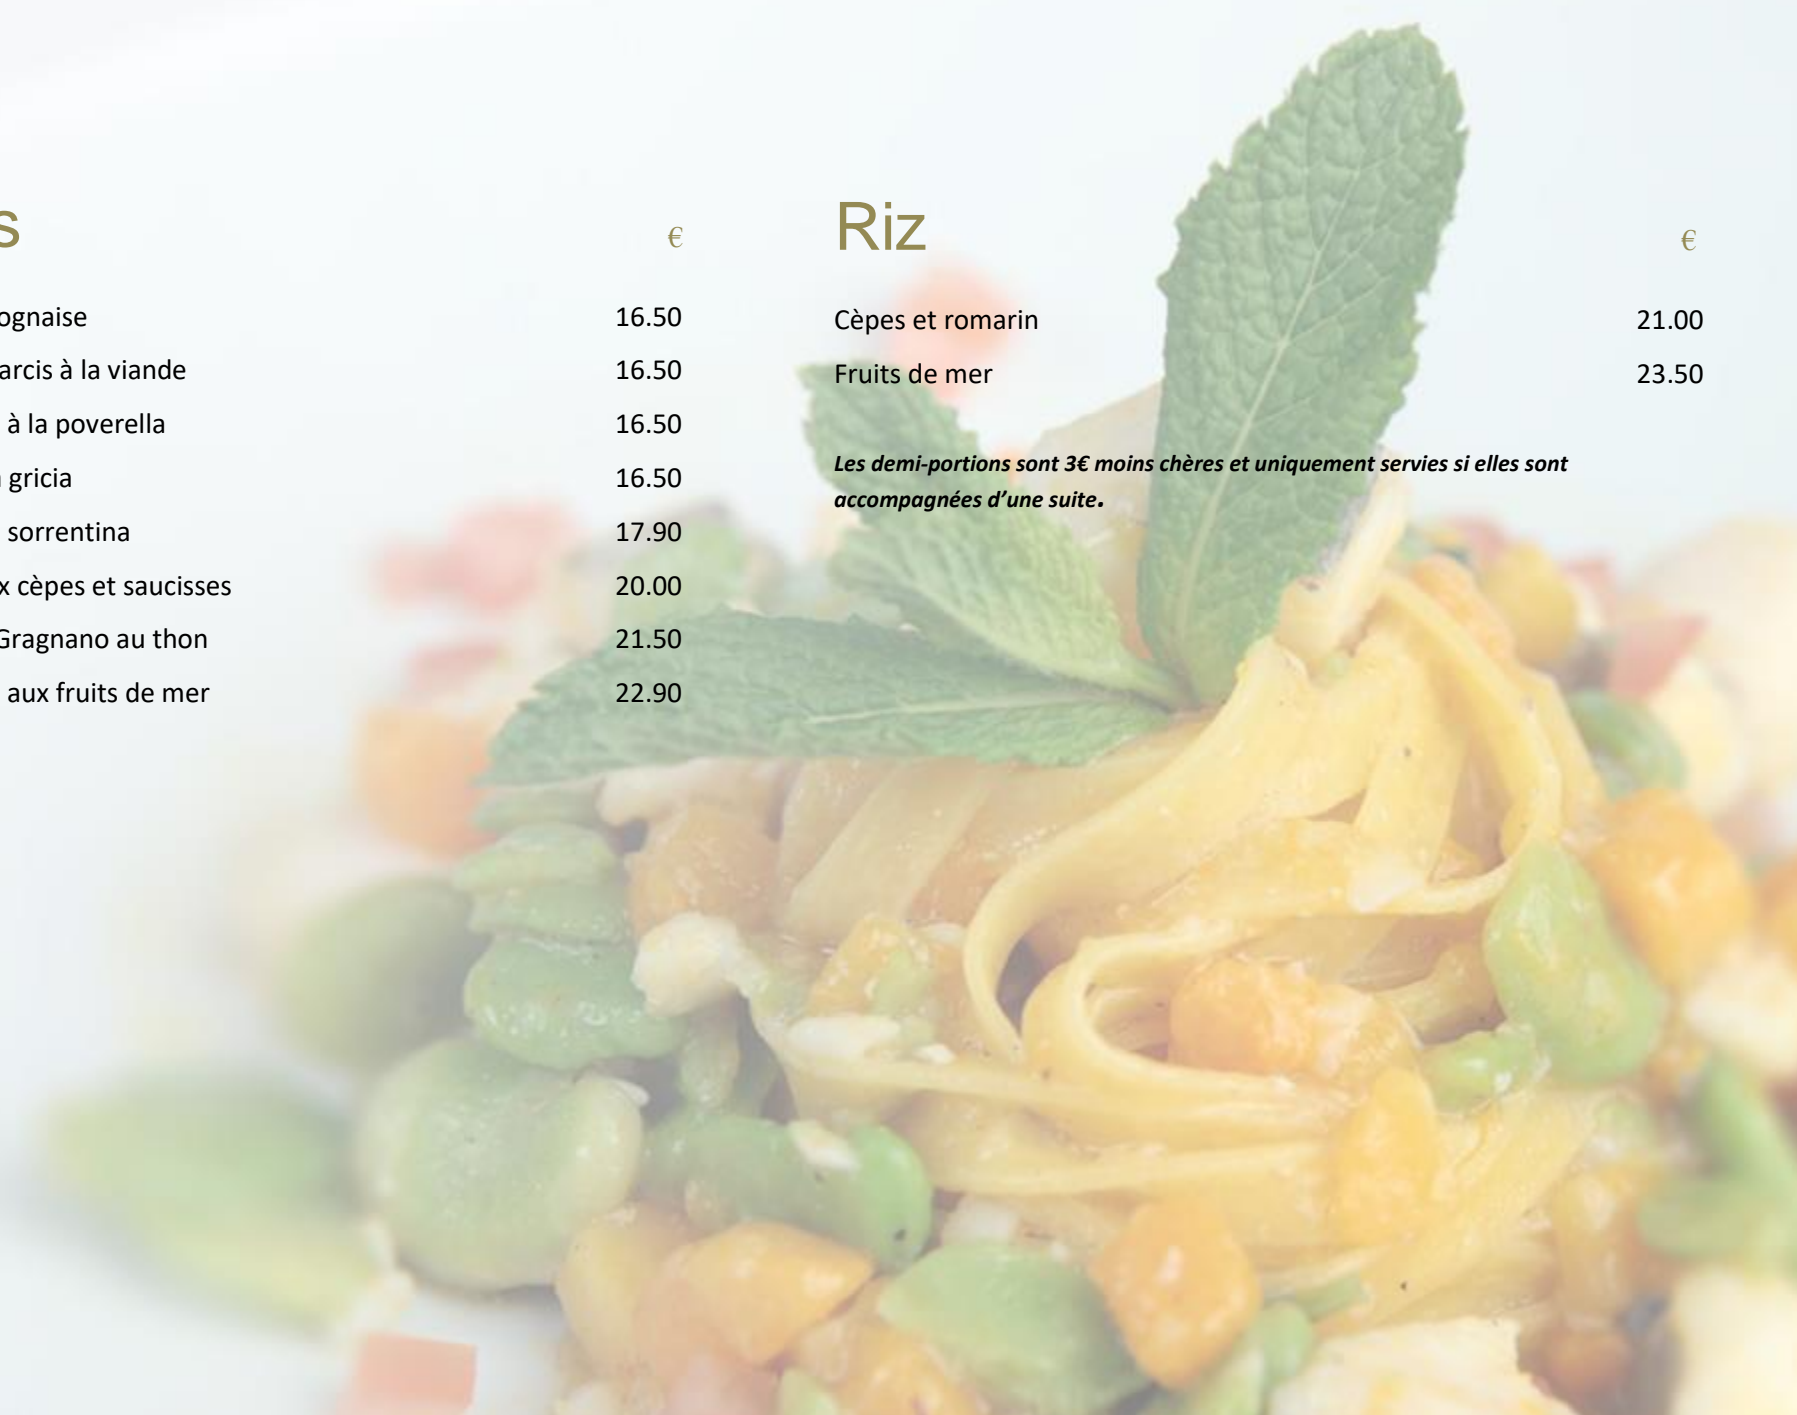 s €
ognaise 16.50
arcis à la viande 16.50
à la poverella 16.50
gricia 16.50
sorrentina 17.90
x cèpes et saucisses 20.00
Gragnano au thon 21.50
aux fruits de mer 22.90
Riz €
Cèpes et romarin 21.00
Fruits de mer 23.50
Les demi-portions sont 3€ moins chères et uniquement servies si elles sont
accompagnées d’une suite.